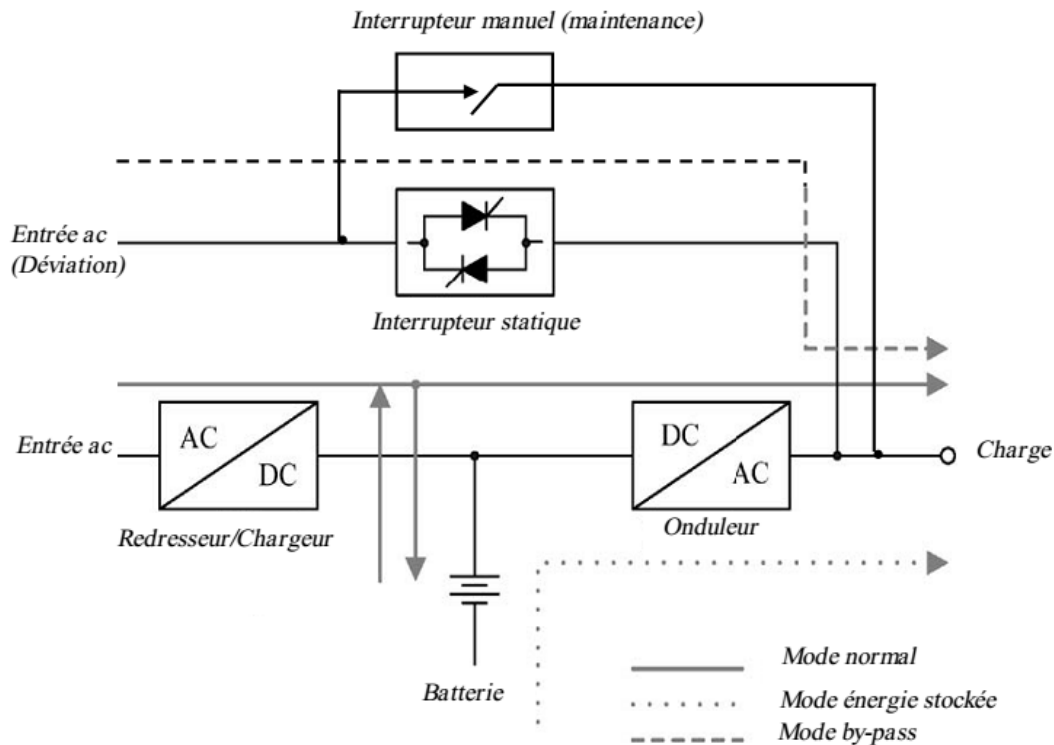 Interrupteur manuel (maintenance)
Entrée ac
(Déviation)
Interrupteur statique
Entrée ac
AC
DC
DC
AC
Charge
Redresseur/Chargeur
Onduleur
Batterie
Mode normal
Mode énergie stockée
Mode by-pass